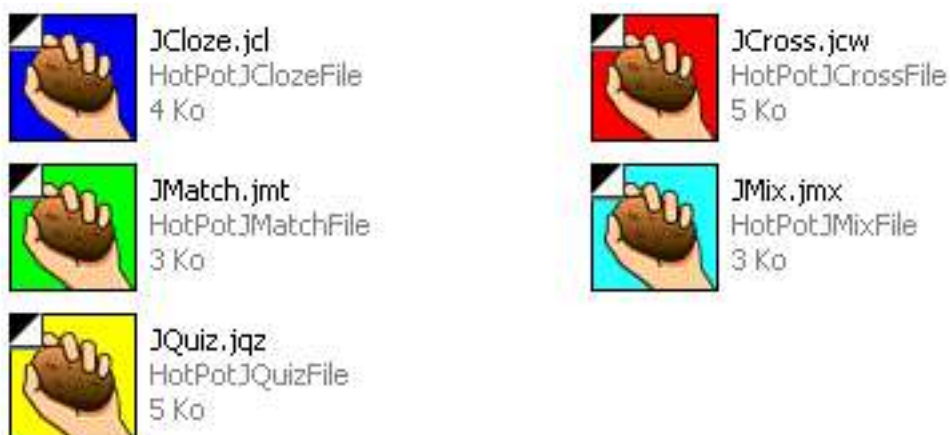 JCloze.jcl
HotPotJClozeFile
4 Ko
JCross.jcw
HotPotJCrossFile
5 Ko
JMatch.jmt
HotPotJMatchFile
3 Ko
JMix.jmx
HotPotJMixFile
3 Ko
JQuiz.jqz
HotPotJQuizFile
5 Ko